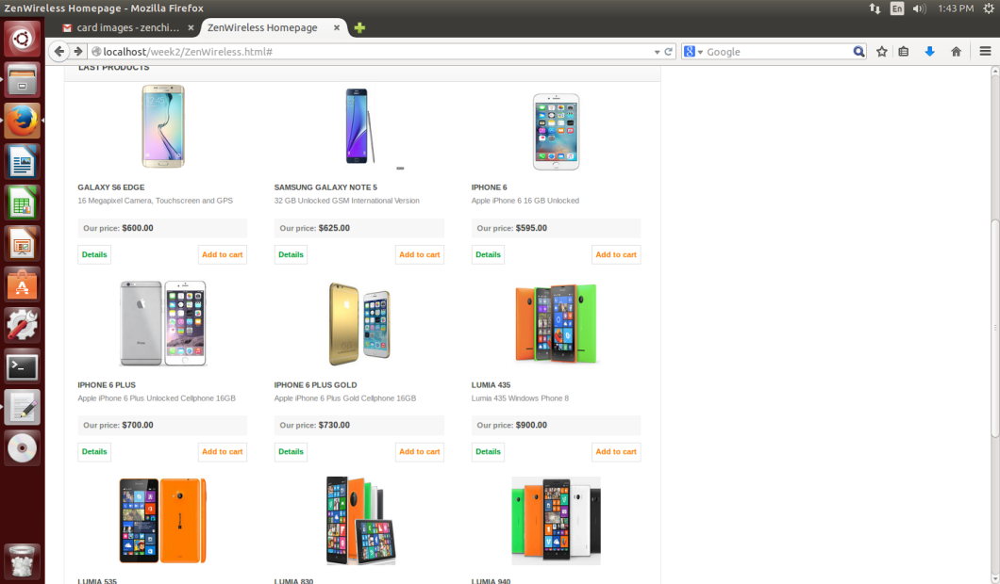 ZenWireless Homepage - Mozilla Firefox
En
1:43 PM
card images - zenchi... ×
ZenWireless Homepage ×
localhost/week2/ZenWireless.html#
Google
LAST PRODUCTS
GALAXY S6 EDGE
16 Megapixel Camera, Touchscreen and GPS
Our price: $600.00
Details
Add to cart
SAMSUNG GALAXY NOTE 5
32 GB Unlocked GSM International Version
Our price: $625.00
Details
Add to cart
IPHONE 6
Apple iPhone 6 16 GB Unlocked
Our price: $595.00
Details
Add to cart
IPHONE 6 PLUS
Apple iPhone 6 Plus Unlocked Cellphone 16GB
Our price: $700.00
Details
Add to cart
IPHONE 6 PLUS GOLD
Apple iPhone 6 Plus Gold Cellphone 16GB
Our price: $730.00
Details
Add to cart
LUMIA 435
Lumia 435 Windows Phone 8
Our price: $900.00
Details
Add to cart
LUMIA 535
LUMIA 830
LUMIA 940